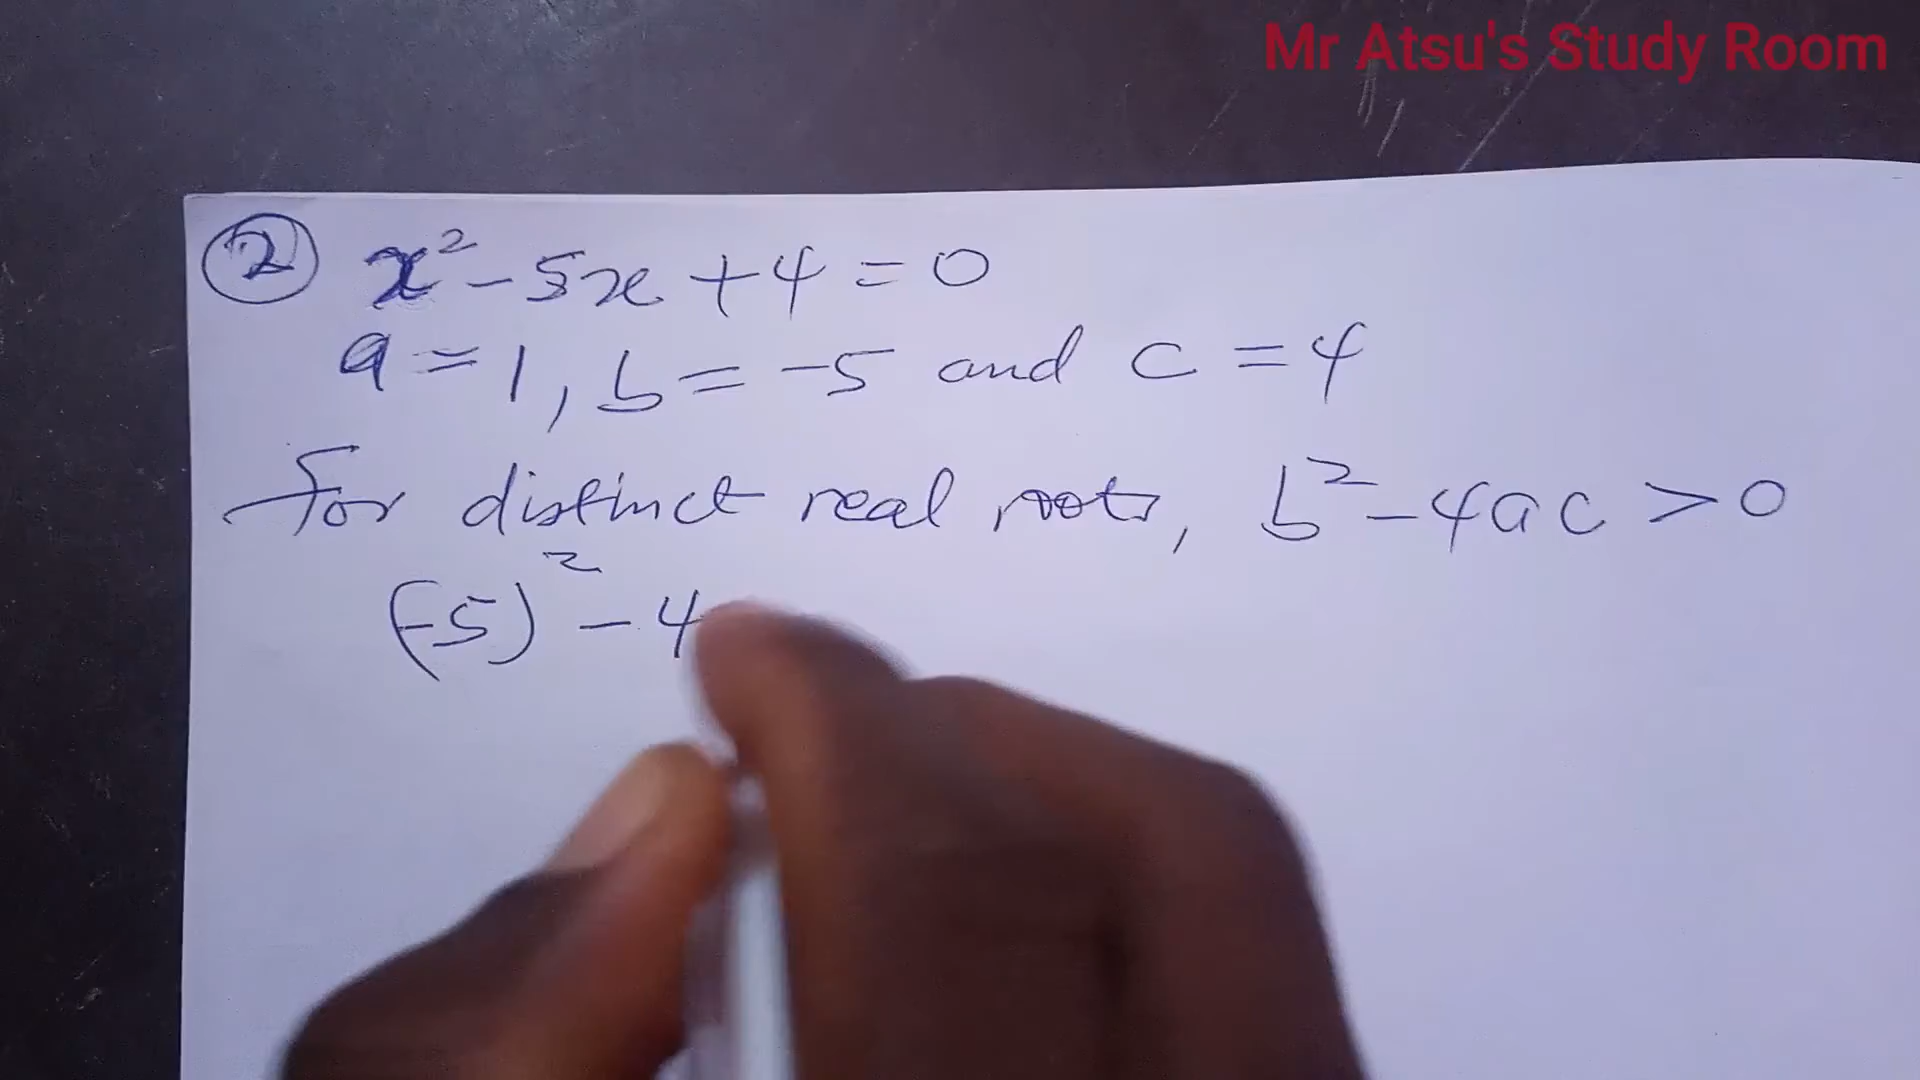 Mr Atsu's Study Room
② x² - 5x + 4 = 0
a = 1, b = -5 and c = 4
For distinct real roots, b² - 4ac > 0
(-5)² - 4